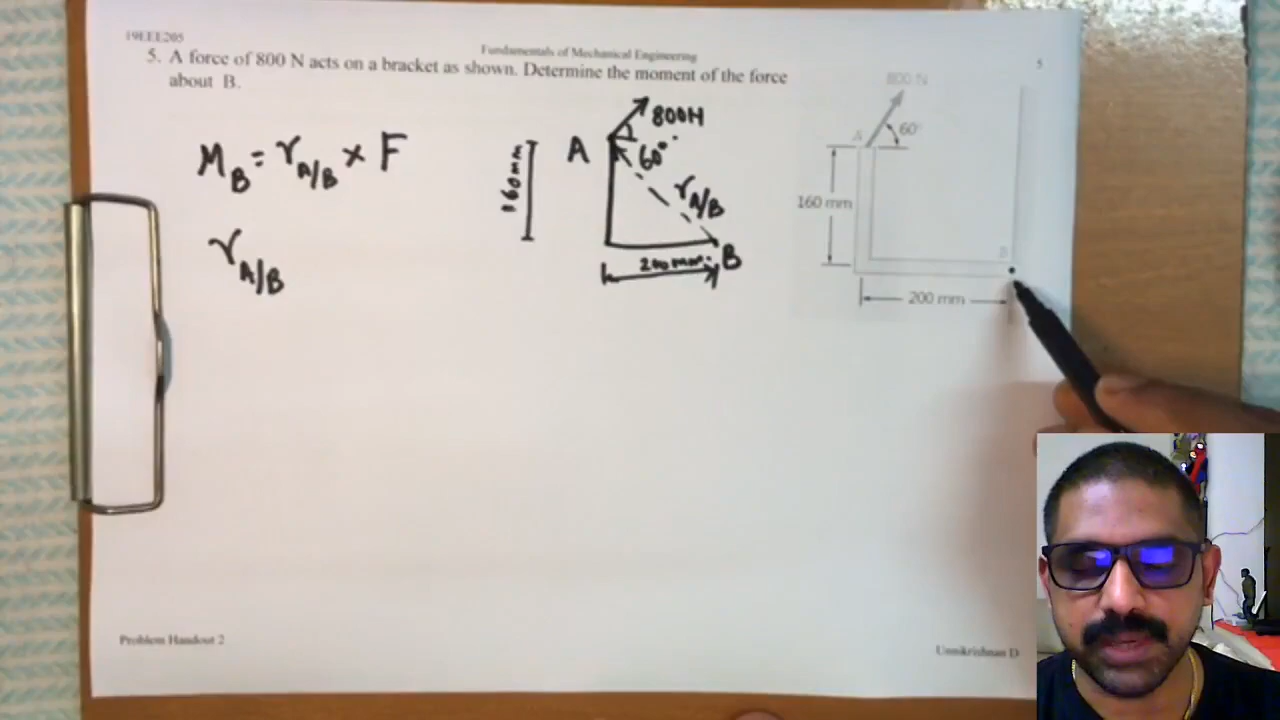 19EEE205
Fundamentals of Mechanical Engineering
5
5. A force of 800 N acts on a bracket as shown. Determine the moment of the force
about B.
M_B = r_A/B × F
r_A/B
800N
A
60°
160mm
r_A/B
B
200mm
800 N
A
60°
160 mm
B
200 mm
Problem Handout 2
Unnikrishnan D